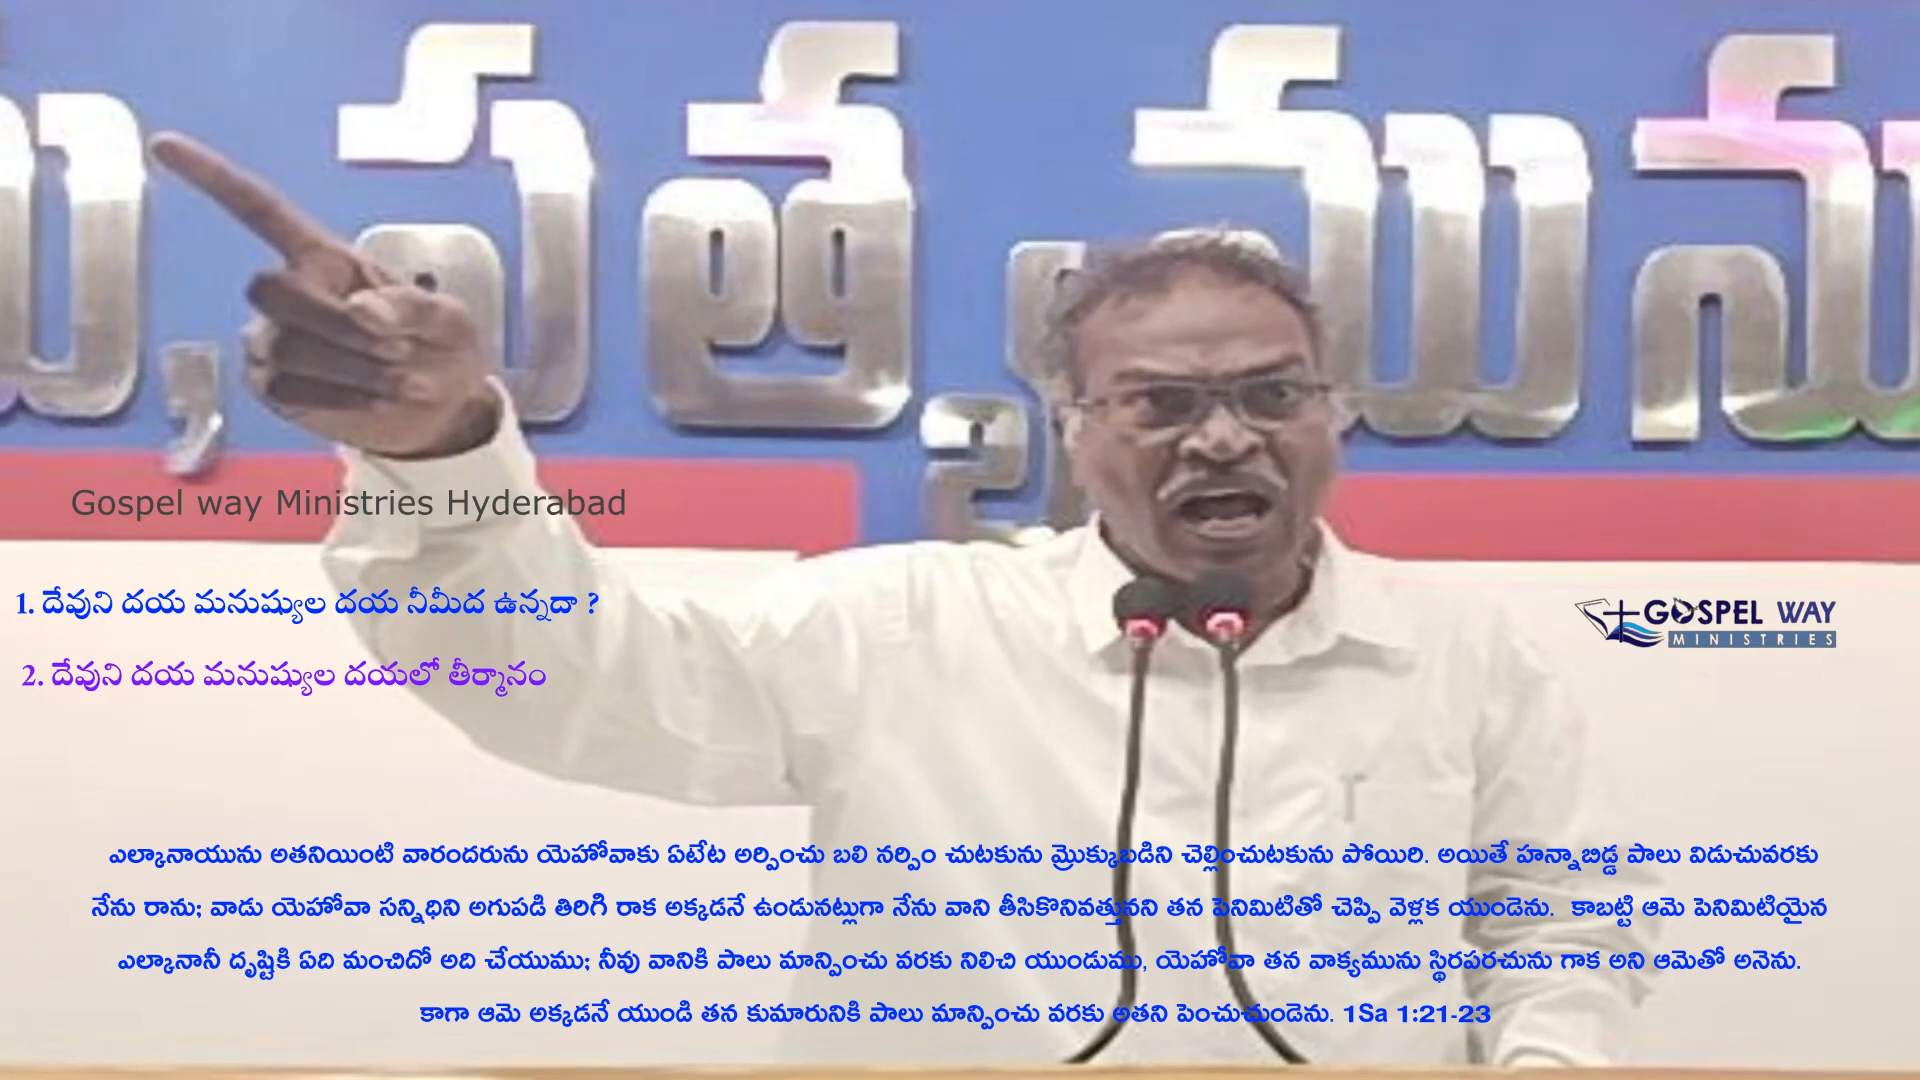 ము, పత్రికమును
Gospel way Ministries Hyderabad
1. దేవుని దయ మనుష్యుల దయ నీమీద ఉన్నదా ?
2. దేవుని దయ మనుష్యుల దయలో తీర్మానం
GOSPEL WAY
MINISTRIES
ఎల్కానాయును అతనియింటి వారందరును యెహోవాకు ఏటేట అర్పించు బలి నర్పిం చుటకును మ్రొక్కుబడిని చెల్లించుటకును పోయిరి. అయితే హన్నాబిడ్డ పాలు విడుచువరకు
నేను రాను; వాడు యెహోవా సన్నిధిని అగుపడి తిరిగి రాక అక్కడనే ఉండునట్లుగా నేను వాని తీసికొనివత్తునని తన పెనిమిటితో చెప్పి వెళ్లక యుండెను. కాబట్టి ఆమె పెనిమిటియైన
ఎల్కానానీ దృష్టికి ఏది మంచిదో అది చేయుము; నీవు వానికి పాలు మాన్పించు వరకు నిలిచి యుండుము, యెహోవా తన వాక్యమును స్థిరపరచును గాక అని ఆమెతో అనెను.
కాగా ఆమె అక్కడనే యుండి తన కుమారునికి పాలు మాన్పించు వరకు అతని పెంచుచుండెను. 1Sa 1:21-23